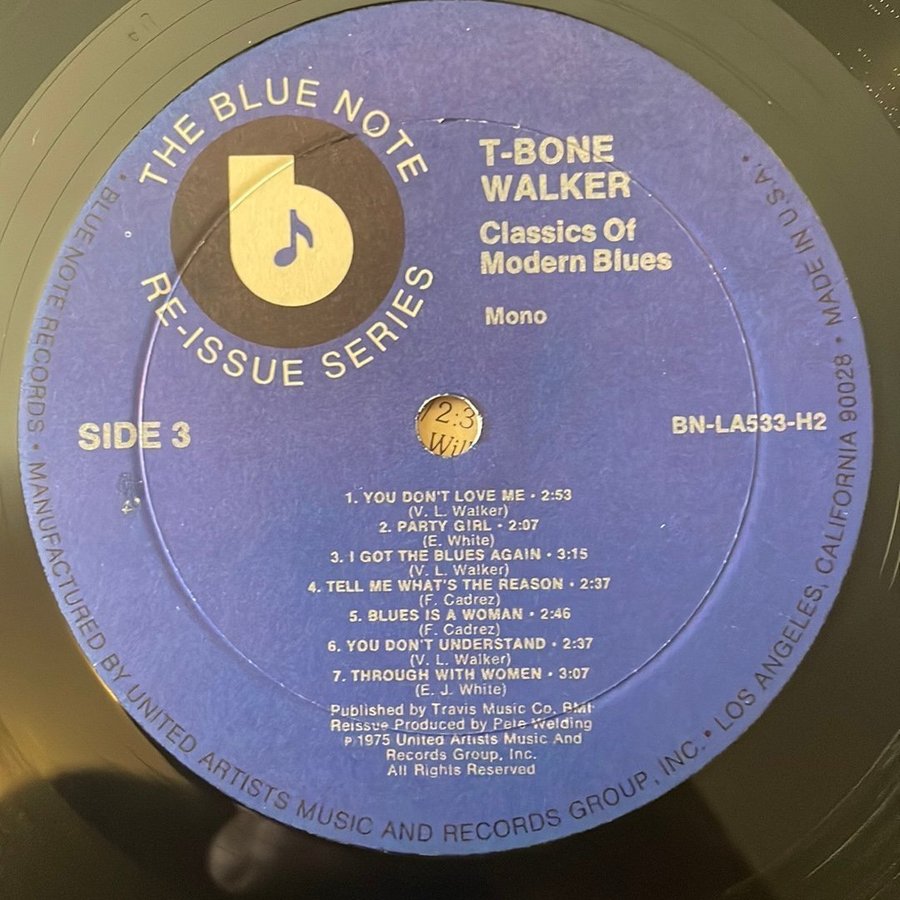 THE BLUE NOTE
RE-ISSUE SERIES
T-BONE
WALKER
Classics Of
Modern Blues
Mono
SIDE 3
BN-LA533-H2
2:3
Wil
1. YOU DON'T LOVE ME • 2:53
(V. L. Walker)
2. PARTY GIRL • 2:07
(E. White)
3. I GOT THE BLUES AGAIN • 3:15
(V. L. Walker)
4. TELL ME WHAT'S THE REASON • 2:37
(F. Cadrez)
5. BLUES IS A WOMAN • 2:46
(F. Cadrez)
6. YOU DON'T UNDERSTAND • 2:37
(V. L. Walker)
7. THROUGH WITH WOMEN • 3:07
(E. J. White)
Published by Travis Music Co. BMI
Reissue Produced by Pete Welding
℗ 1975 United Artists Music And
Records Group, Inc.
All Rights Reserved
• BLUE NOTE RECORDS • MANUFACTURED BY UNITED ARTISTS MUSIC AND RECORDS GROUP, INC. • LOS ANGELES, CALIFORNIA 90028 • MADE IN U.S.A. •